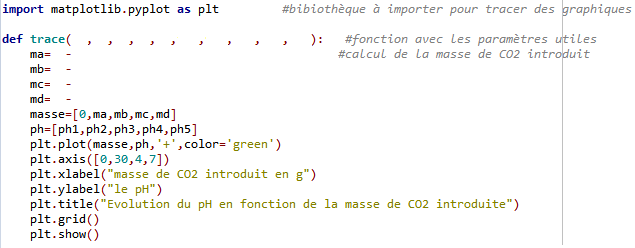 import matplotlib.pyplot as plt #bibiothèque à importer pour tracer des graphiques
def trace( , , , , , , , , , ): #fonction avec les paramètres utiles
ma= - #calcul de la masse de CO2 introduit
mb= -
mc= -
md= -
masse=[0,ma,mb,mc,md]
ph=[ph1,ph2,ph3,ph4,ph5]
plt.plot(masse,ph,'+',color='green')
plt.axis([0,30,4,7])
plt.xlabel("masse de CO2 introduit en g")
plt.ylabel("le pH")
plt.title("Evolution du pH en fonction de la masse de CO2 introduite")
plt.grid()
plt.show()